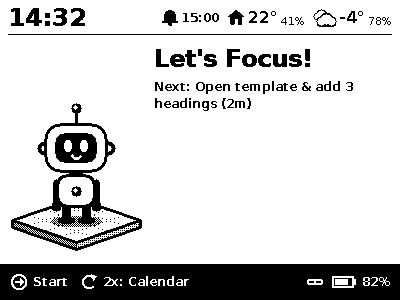 14:32 15:00 22° 41% -4° 78%
Let's Focus!
Next: Open template & add 3
headings (2m)
Start 2x: Calendar 82%